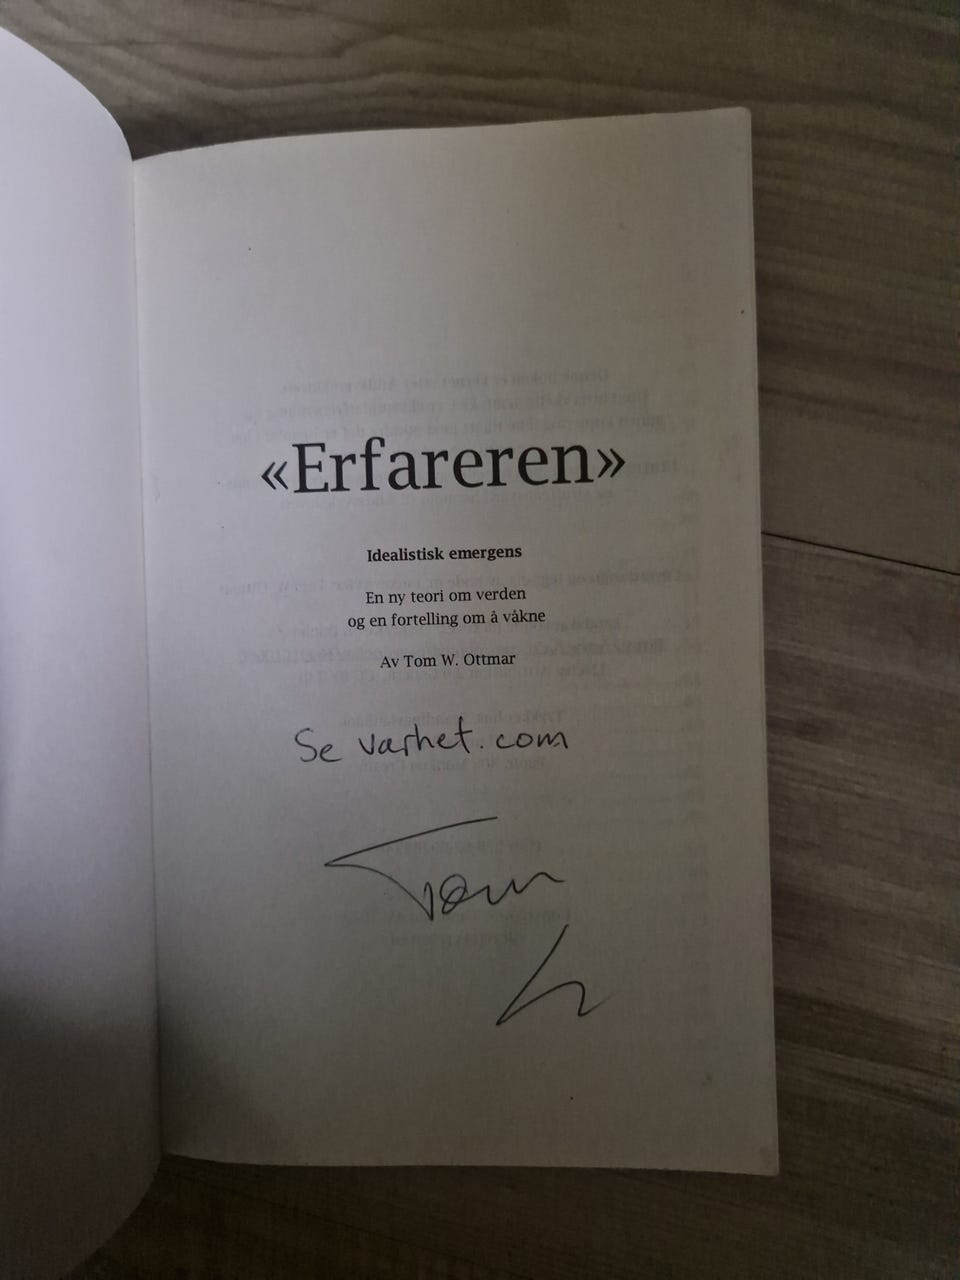 «Erfareren»
Idealistisk emergens
En ny teori om verden
og en fortelling om å våkne
Av Tom W. Ottmar
Se varhet.com
Tom